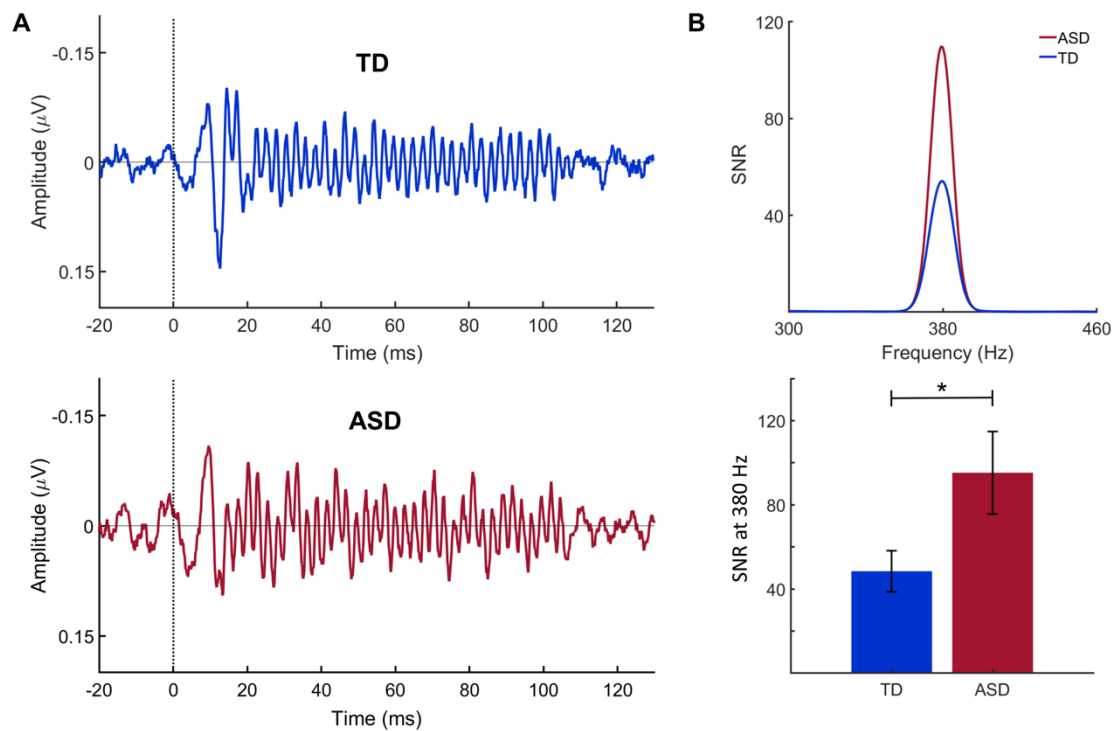 A
TD
Amplitude (μV)
-0.15
0
0.15
-20 0 20 40 60 80 100 120
Time (ms)
ASD
Amplitude (μV)
-0.15
0
0.15
-20 0 20 40 60 80 100 120
Time (ms)
B
ASD
TD
SNR
120
80
40
300 380 460
Frequency (Hz)
*
SNR at 380 Hz
120
80
40
TD ASD